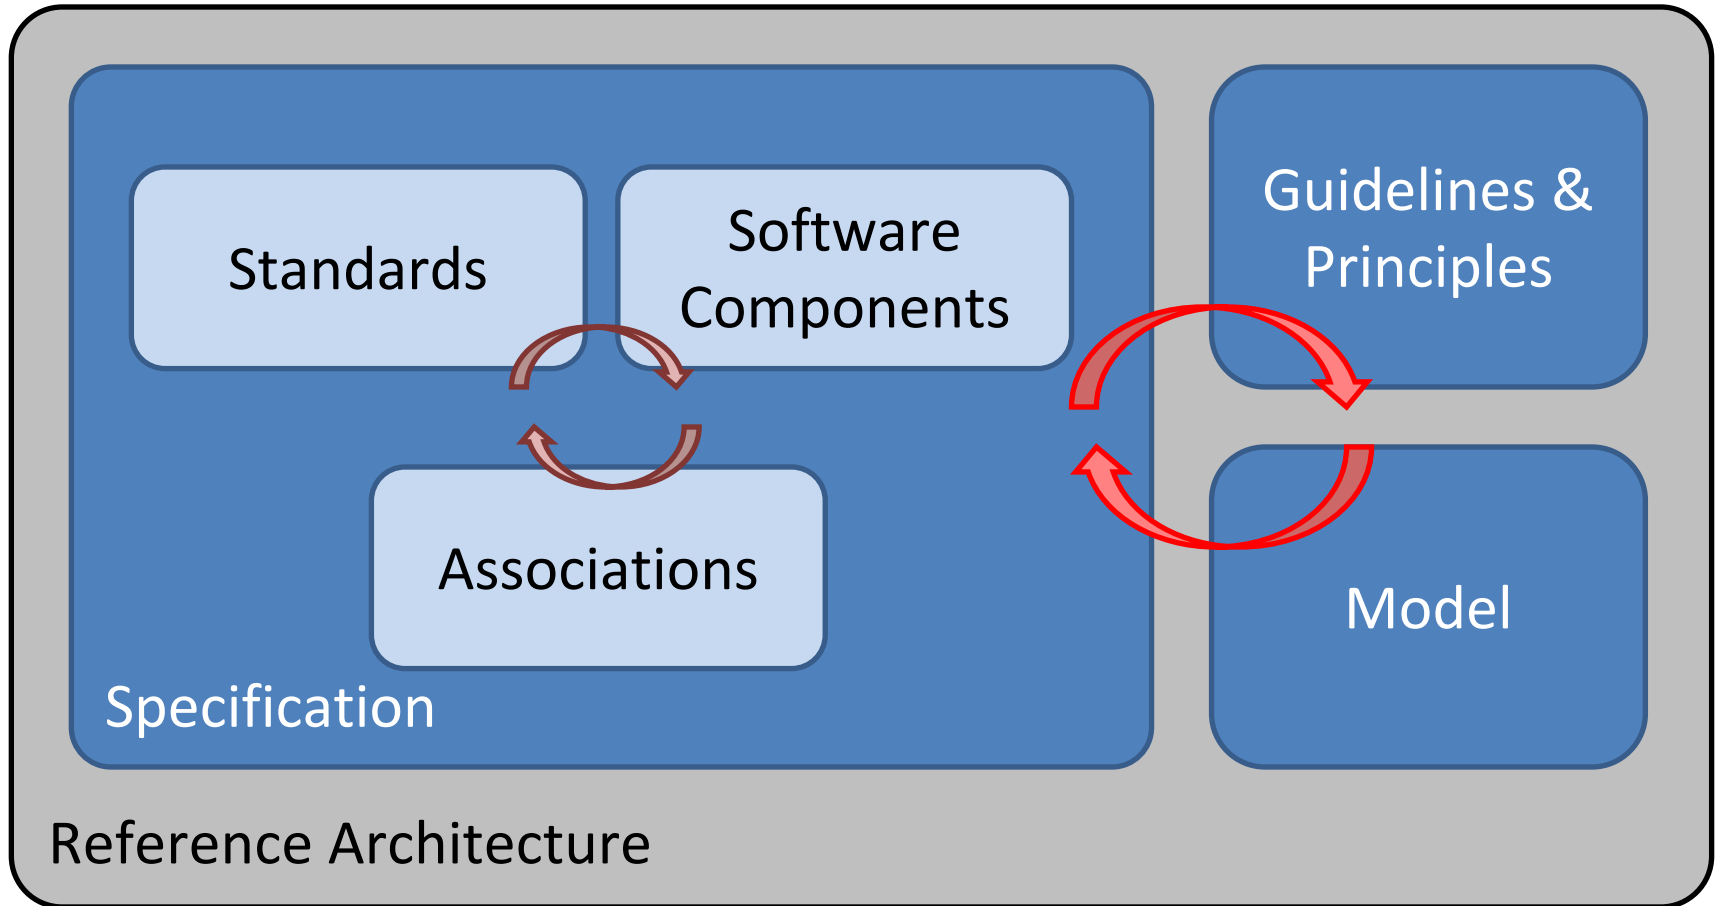 Standards
Software
Components
Associations
Specification
Guidelines &
Principles
Model
Reference Architecture